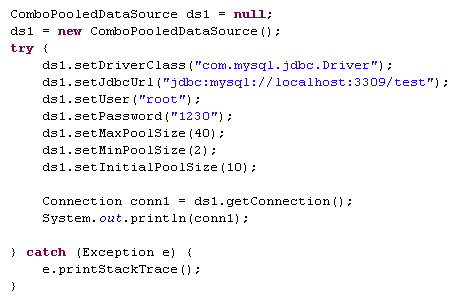 ComboPooledDataSource ds1 = null;
ds1 = new ComboPooledDataSource();
try {
    ds1.setDriverClass("com.mysql.jdbc.Driver");
    ds1.setJdbcUrl("jdbc:mysql://localhost:3309/test");
    ds1.setUser("root");
    ds1.setPassword("1230");
    ds1.setMaxPoolSize(40);
    ds1.setMinPoolSize(2);
    ds1.setInitialPoolSize(10);

    Connection conn1 = ds1.getConnection();
    System.out.println(conn1);

} catch (Exception e) {
    e.printStackTrace();
}